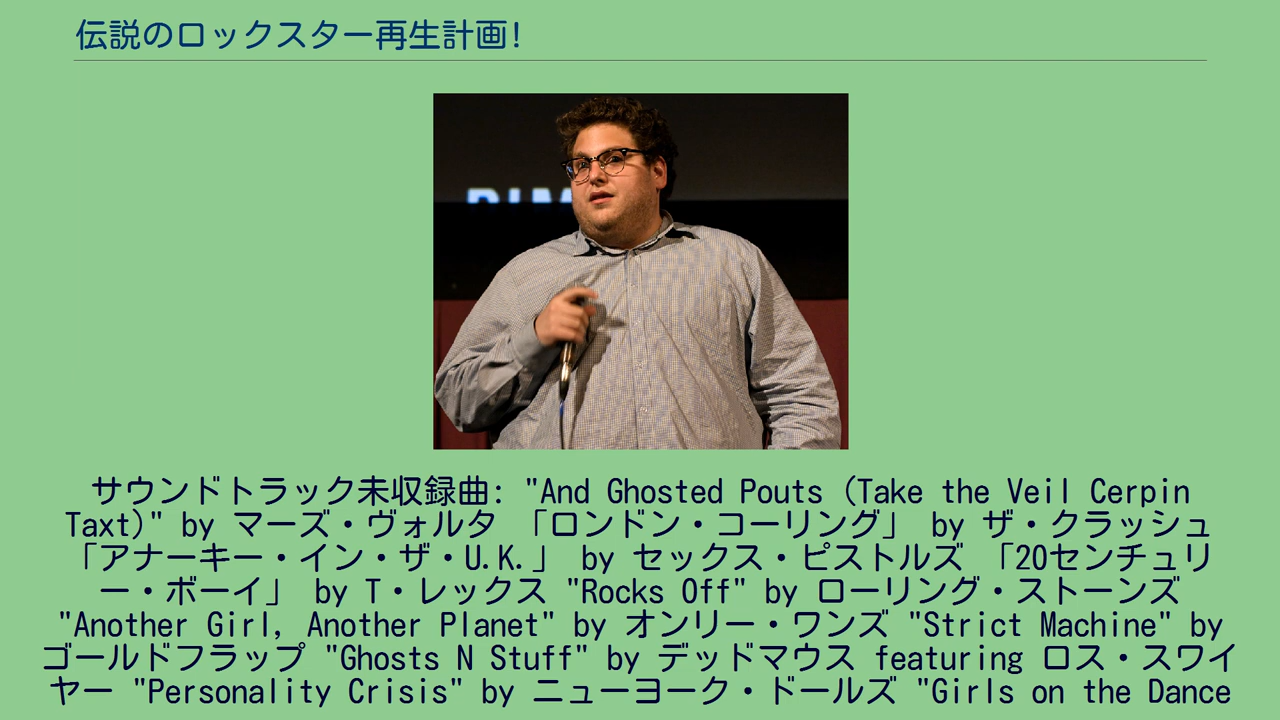 伝説のロックスター再生計画!
サウンドトラック未収録曲: "And Ghosted Pouts (Take the Veil Cerpin
Taxt)" by マーズ・ヴォルタ 「ロンドン・コーリング」 by ザ・クラッシュ
「アナーキー・イン・ザ・U.K.」 by セックス・ピストルズ 「20センチュリ
ー・ボーイ」 by T・レックス "Rocks Off" by ローリング・ストーンズ
"Another Girl, Another Planet" by オンリー・ワンズ "Strict Machine" by
ゴールドフラップ "Ghosts N Stuff" by デッドマウス featuring ロス・スワイ
ヤー "Personality Crisis" by ニューヨーク・ドールズ "Girls on the Dance